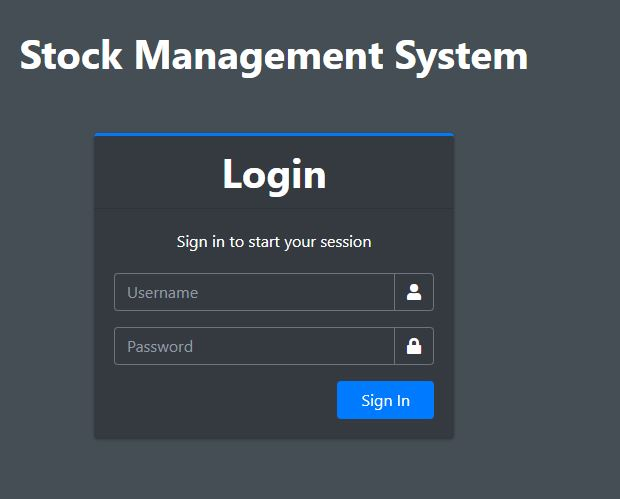 Stock Management System
Login
Sign in to start your session
Username
Password
Sign In